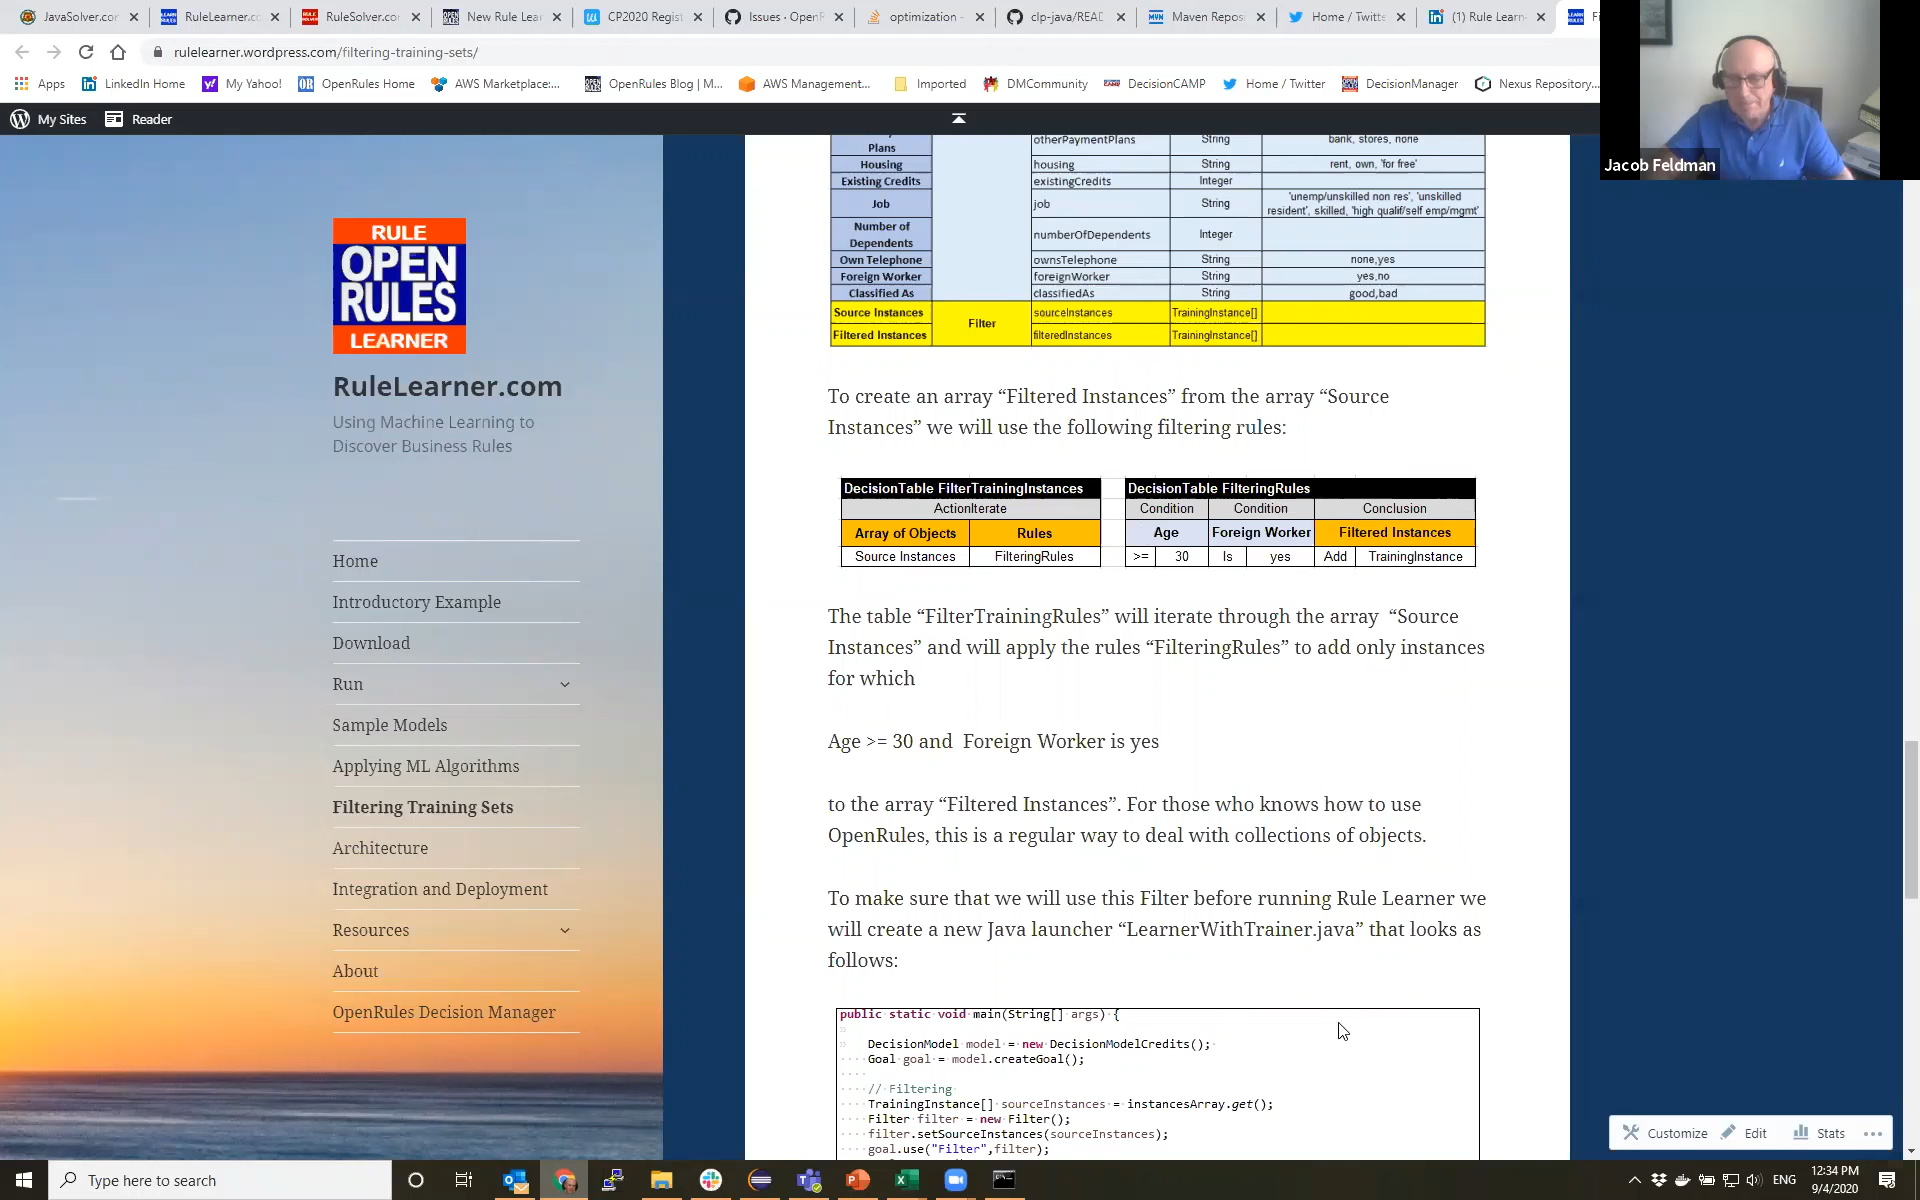 JavaSolver.cor
RuleLearner.co
RuleSolver.com
New Rule Lear
CP2020 Regist
Issues · OpenR
optimization -
clp-java/READ
Maven Reposi
Home / Twitte
(1) Rule Learn
rulelearner.wordpress.com/filtering-training-sets/
Apps
LinkedIn Home
My Yahoo!
OpenRules Home
AWS Marketplace:...
OpenRules Blog | M...
AWS Management...
Imported
DMCommunity
DecisionCAMP
Home / Twitter
DecisionManager
Nexus Repository...
My Sites
Reader
Jacob Feldman
RULE
OPEN
RULES
LEARNER
RuleLearner.com
Using Machine Learning to
Discover Business Rules
Home
Introductory Example
Download
Run
Sample Models
Applying ML Algorithms
Filtering Training Sets
Architecture
Integration and Deployment
Resources
About
OpenRules Decision Manager
Plans otherPaymentPlans String bank, stores, none
Housing housing String rent, own, 'for free'
Existing Credits existingCredits Integer
Job job String 'unemp/unskilled non res', 'unskilled
resident', skilled, 'high qualif/self emp/mgmt'
Number of
Dependents numberOfDependents Integer
Own Telephone ownsTelephone String none,yes
Foreign Worker foreignWorker String yes,no
Classified As classifiedAs String good,bad
Source Instances Filter sourceInstances TrainingInstance[]
Filtered Instances filteredInstances TrainingInstance[]
To create an array “Filtered Instances” from the array “Source
Instances” we will use the following filtering rules:
DecisionTable FilterTrainingInstances
ActionIterate
Array of Objects Rules
Source Instances FilteringRules
DecisionTable FilteringRules
Condition Condition Conclusion
Age Foreign Worker Filtered Instances
>= 30 Is yes Add TrainingInstance
The table “FilterTrainingRules” will iterate through the array “Source
Instances” and will apply the rules “FilteringRules” to add only instances
for which
Age >= 30 and Foreign Worker is yes
to the array “Filtered Instances”. For those who knows how to use
OpenRules, this is a regular way to deal with collections of objects.
To make sure that we will use this Filter before running Rule Learner we
will create a new Java launcher “LearnerWithTrainer.java” that looks as
follows:
public static void main(String[] args) {
DecisionModel model = new DecisionModelCredits();
Goal goal = model.createGoal();
// Filtering
TrainingInstance[] sourceInstances = instancesArray.get();
Filter filter = new Filter();
filter.setSourceInstances(sourceInstances);
goal.use("Filter",filter);
Customize
Edit
Stats
Type here to search
ENG
12:34 PM
9/4/2020